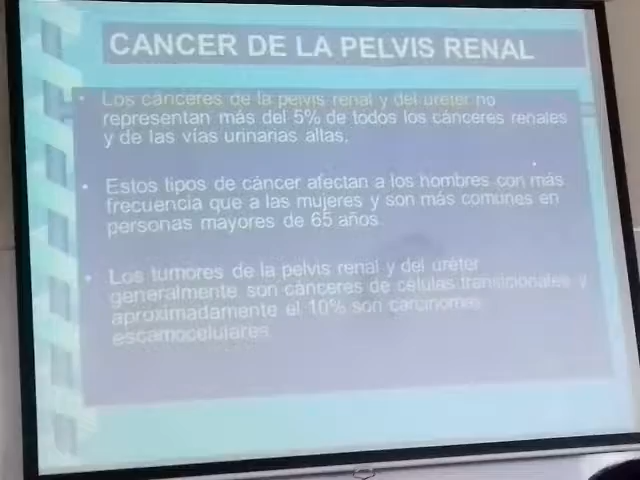 CANCER DE LA PELVIS RENAL
• Los cánceres de la pelvis renal y del uréter no
representan más del 5% de todos los cánceres renales
y de las vías urinarias altas.
• Estos tipos de cáncer afectan a los hombres con más
frecuencia que a las mujeres y son más comunes en
personas mayores de 65 años.
• Los tumores de la pelvis renal y del uréter
generalmente son cánceres de células transicionales y
aproximadamente el 10% son carcinomas
escamocelulares.